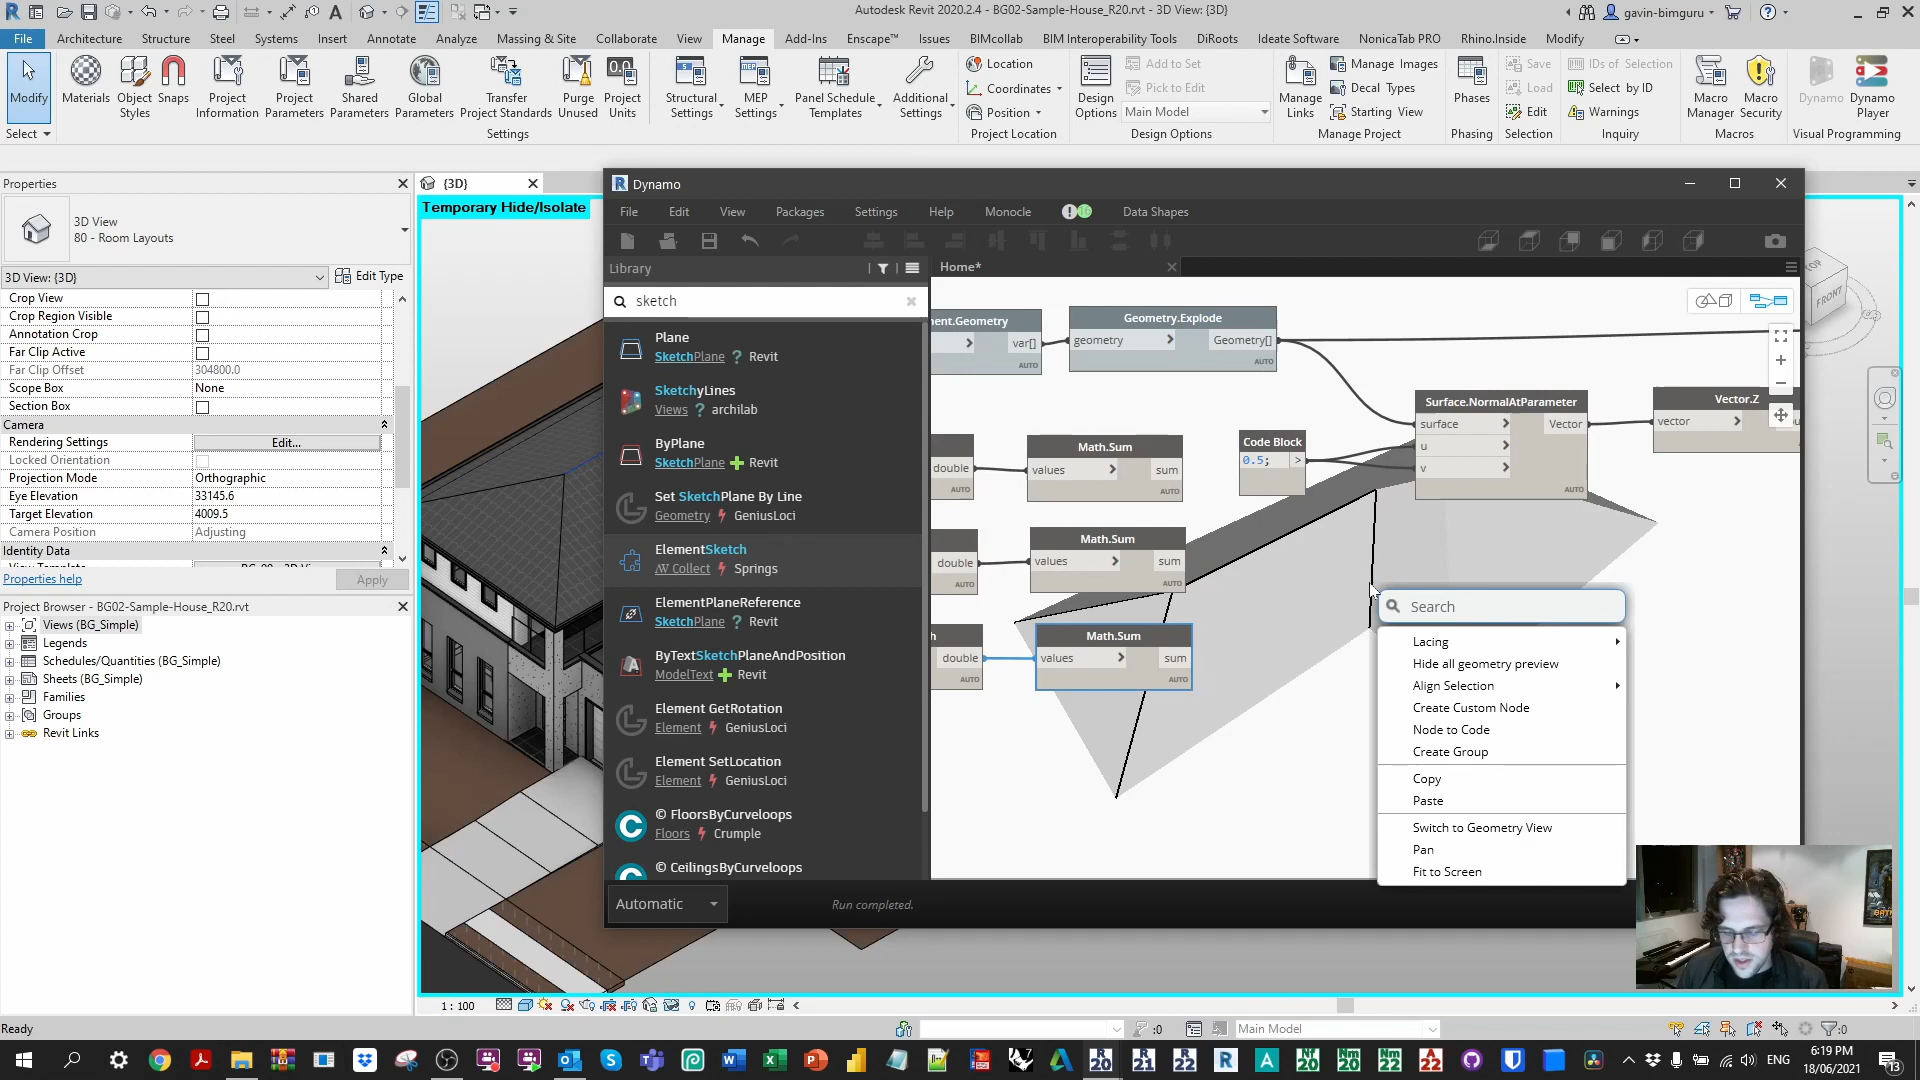 Autodesk Revit 2020.2.4 - BG02-Sample-House_R20.rvt - 3D View: {3D}
gavin-bimguru
File Architecture Structure Steel Systems Insert Annotate Analyze Massing & Site Collaborate View Manage Add-Ins Enscape™ Issues BIMcollab BIM Interoperability Tools DiRoots Ideate Software NonicaTab PRO Rhino.Inside Modify
Modify
Materials
Object Styles
Snaps
Project Information
Project Parameters
Shared Parameters
Global Parameters
Transfer Project Standards
Purge Unused
Project Units
Structural Settings
MEP Settings
Panel Schedule Templates
Additional Settings
Location
Coordinates
Position
Design Options
Add to Set
Pick to Edit
Main Model
Manage Links
Manage Images
Decal Types
Starting View
Phases
Save
Load
Edit
IDs of Selection
Select by ID
Warnings
Macro Manager
Macro Security
Dynamo
Dynamo Player
Select Settings Project Location Design Options Manage Project Phasing Selection Inquiry Macros Visual Programming
Properties
3D View
80 - Room Layouts
3D View: {3D} Edit Type
Crop View
Crop Region Visible
Annotation Crop
Far Clip Active
Far Clip Offset 304800.0
Scope Box None
Section Box
Camera
Rendering Settings Edit...
Locked Orientation
Projection Mode Orthographic
Eye Elevation 33145.6
Target Elevation 4009.5
Camera Position Adjusting
Identity Data
Properties help Apply
Project Browser - BG02-Sample-House_R20.rvt
Views (BG_Simple)
Legends
Schedules/Quantities (BG_Simple)
Sheets (BG_Simple)
Families
Groups
Revit Links
{3D}
Temporary Hide/Isolate
TOP
FRONT
Dynamo
File Edit View Packages Settings Help Monocle Data Shapes
Library
Home*
sketch
Plane
SketchPlane ? Revit
SketchyLines
Views ? archilab
ByPlane
SketchPlane Revit
Set SketchPlane By Line
Geometry GeniusLoci
ElementSketch
Collect Springs
ElementPlaneReference
SketchPlane ? Revit
ByTextSketchPlaneAndPosition
ModelText Revit
Element GetRotation
Element GeniusLoci
Element SetLocation
Element GeniusLoci
© FloorsByCurveloops
Floors Crumple
© CeilingsByCurveloops
Automatic
Run completed.
ment.Geometry
> var[]
AUTO
Geometry.Explode
geometry > Geometry[]
AUTO
Surface.NormalAtParameter
surface > Vector
u >
v >
AUTO
Vector.Z
vector >
Code Block
0.5; >
double
AUTO
Math.Sum
values > sum
AUTO
double
AUTO
Math.Sum
values > sum
AUTO
h
double
AUTO
Math.Sum
values > sum
AUTO
Search
Lacing
Hide all geometry preview
Align Selection
Create Custom Node
Node to Code
Create Group
Copy
Paste
Switch to Geometry View
Pan
Fit to Screen
1 : 100
Ready
:0
Main Model
:0
ENG
6:19 PM
18/06/2021
13